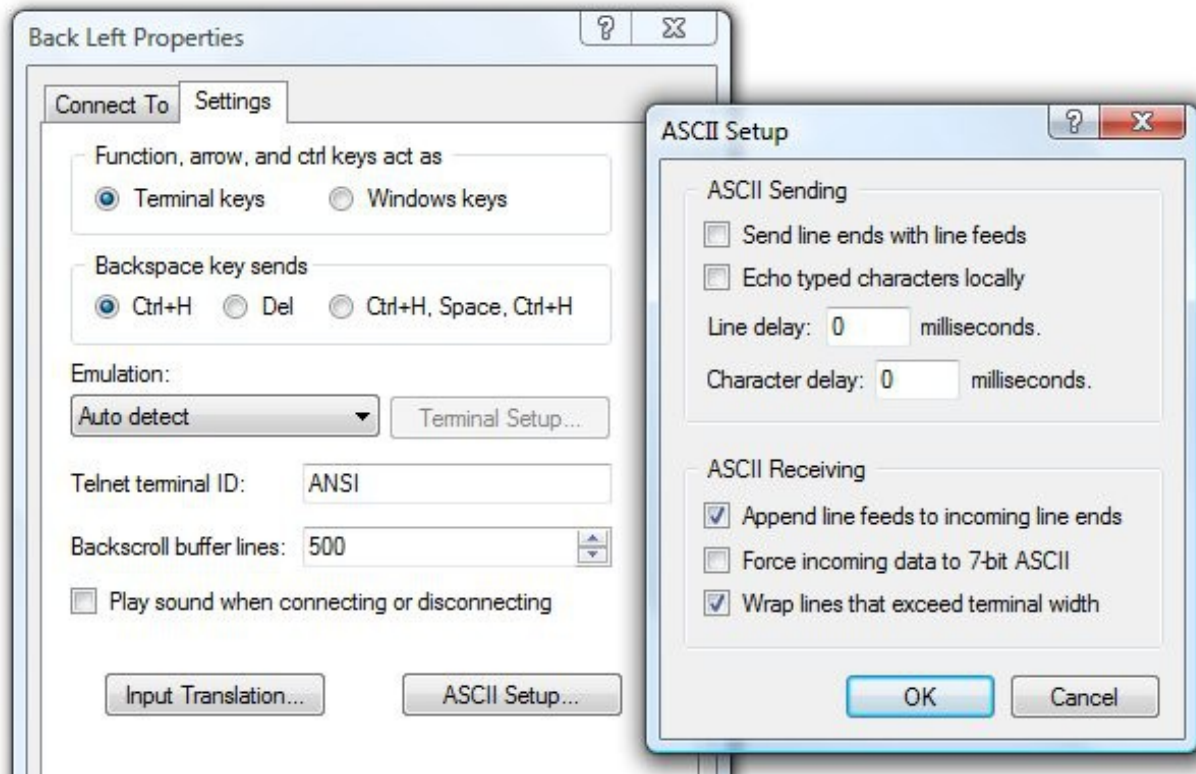 Back Left Properties
Connect To
Settings
Function, arrow, and ctrl keys act as
Terminal keys
Windows keys
Backspace key sends
Ctrl+H
Del
Ctrl+H, Space, Ctrl+H
Emulation:
Auto detect
Terminal Setup...
Telnet terminal ID:
ANSI
Backscroll buffer lines:
500
Play sound when connecting or disconnecting
Input Translation...
ASCII Setup...
ASCII Setup
ASCII Sending
Send line ends with line feeds
Echo typed characters locally
Line delay: 0 milliseconds.
Character delay: 0 milliseconds.
ASCII Receiving
Append line feeds to incoming line ends
Force incoming data to 7-bit ASCII
Wrap lines that exceed terminal width
OK
Cancel